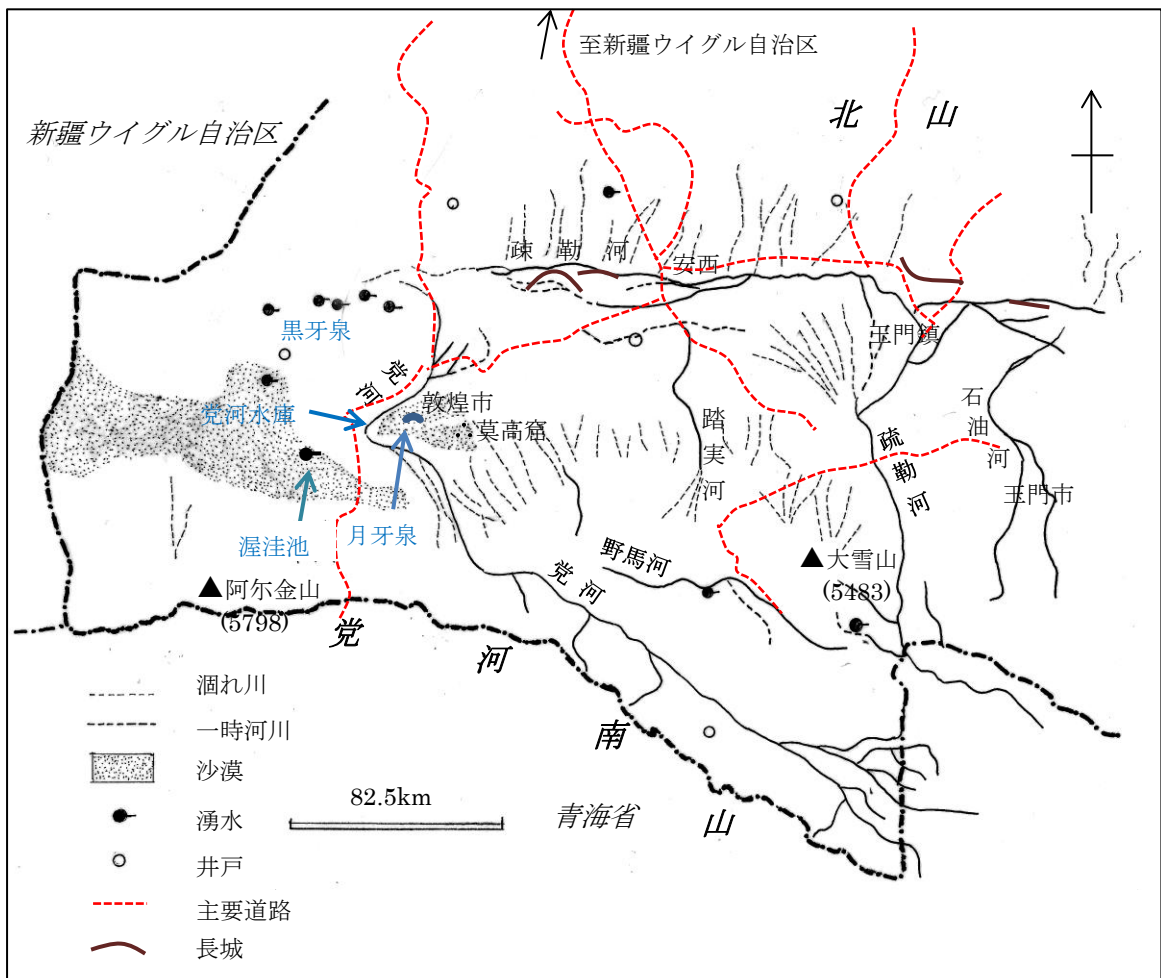 至新疆ウイグル自治区
新疆ウイグル自治区
北山
疎勒河
安西
黒牙泉
玉門鎮
党河
敦煌市
党河水庫
莫高窟
踏実河
石油河
疏勒河
玉門市
渥洼池
月牙泉
野馬河
党河
▲大雪山
(5483)
▲阿尓金山
(5798)
党河南山
涸れ川
一時河川
沙漠
82.5km
青海省
湧水
井戸
主要道路
長城